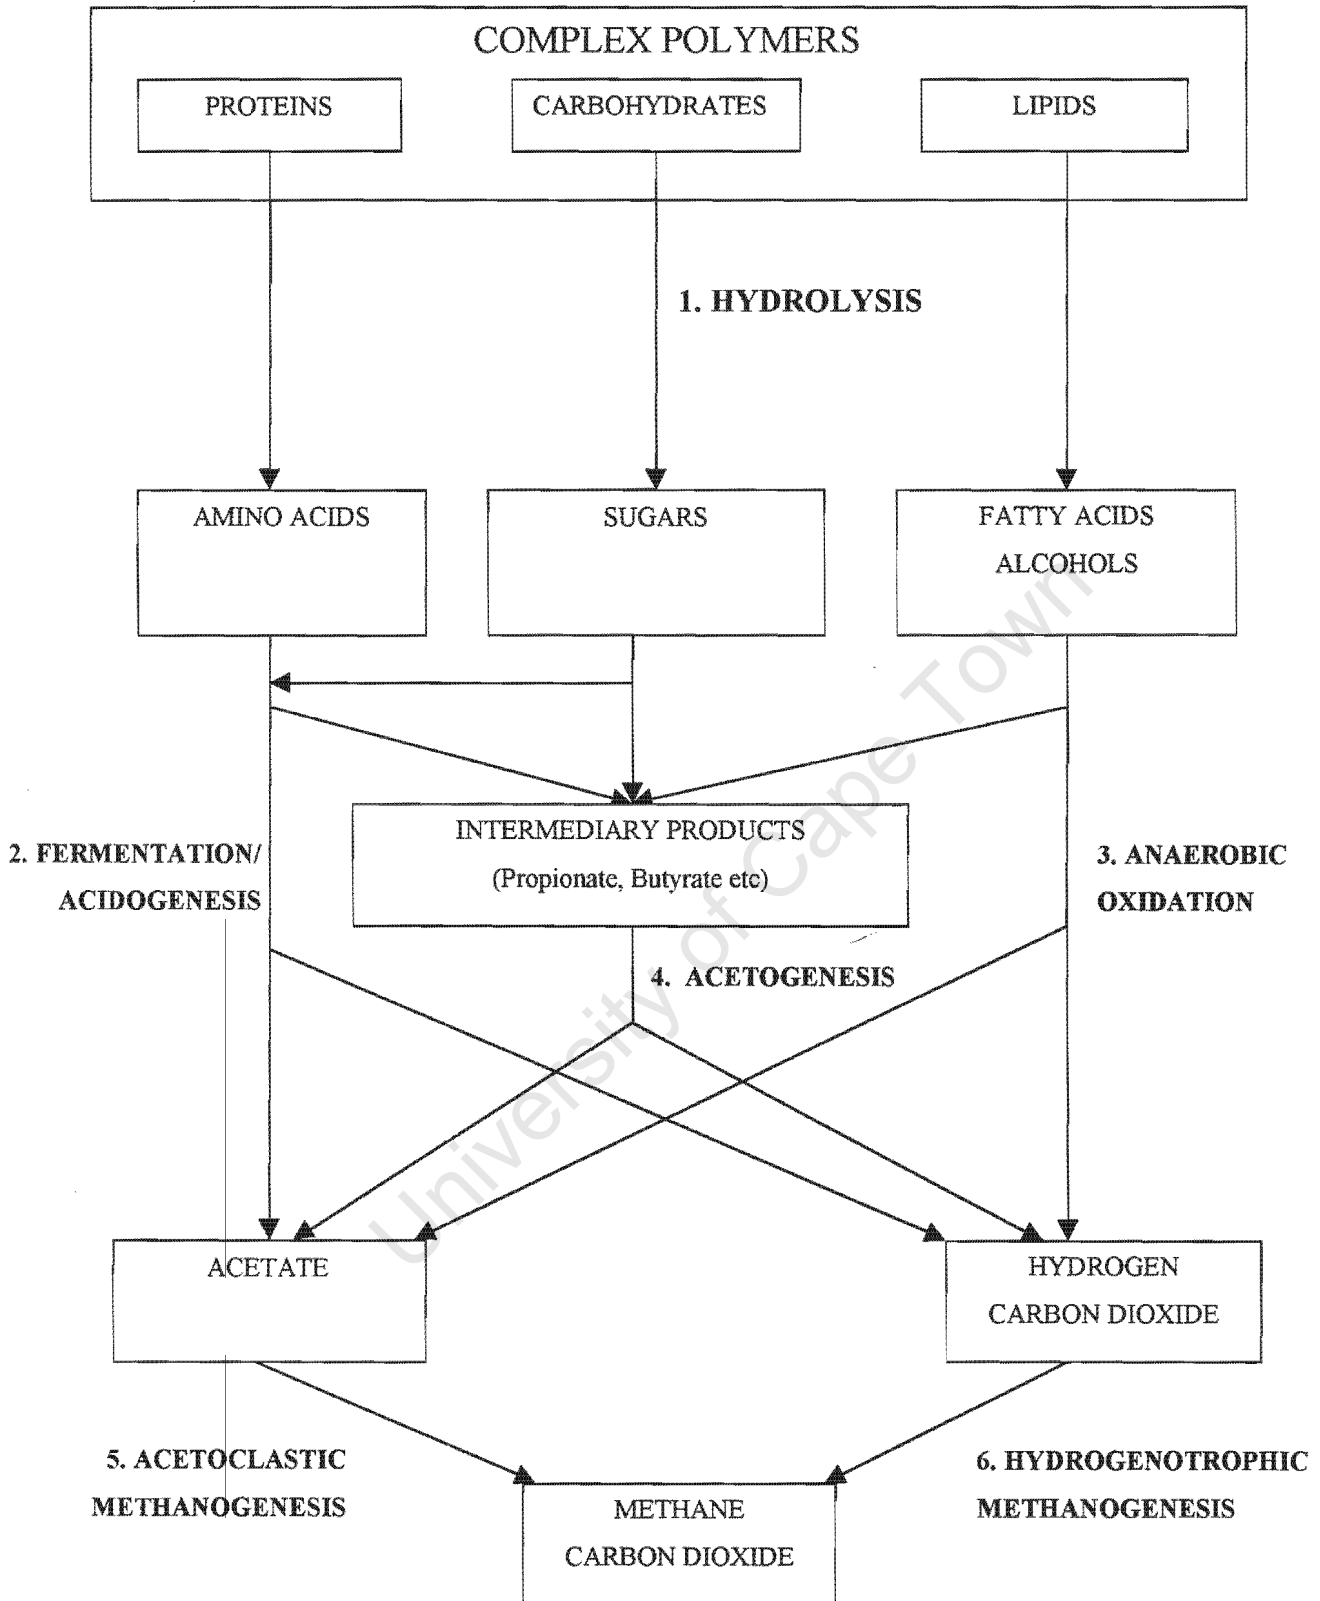 COMPLEX POLYMERS
PROTEINS
CARBOHYDRATES
LIPIDS
1. HYDROLYSIS
AMINO ACIDS
SUGARS
FATTY ACIDS
ALCOHOLS
INTERMEDIARY PRODUCTS
(Propionate, Butyrate etc)
2. FERMENTATION/
ACIDOGENESIS
3. ANAEROBIC
OXIDATION
4. ACETOGENESIS
ACETATE
HYDROGEN
CARBON DIOXIDE
5. ACETOCLASTIC
METHANOGENESIS
6. HYDROGENOTROPHIC
METHANOGENESIS
METHANE
CARBON DIOXIDE
University of Cape Town